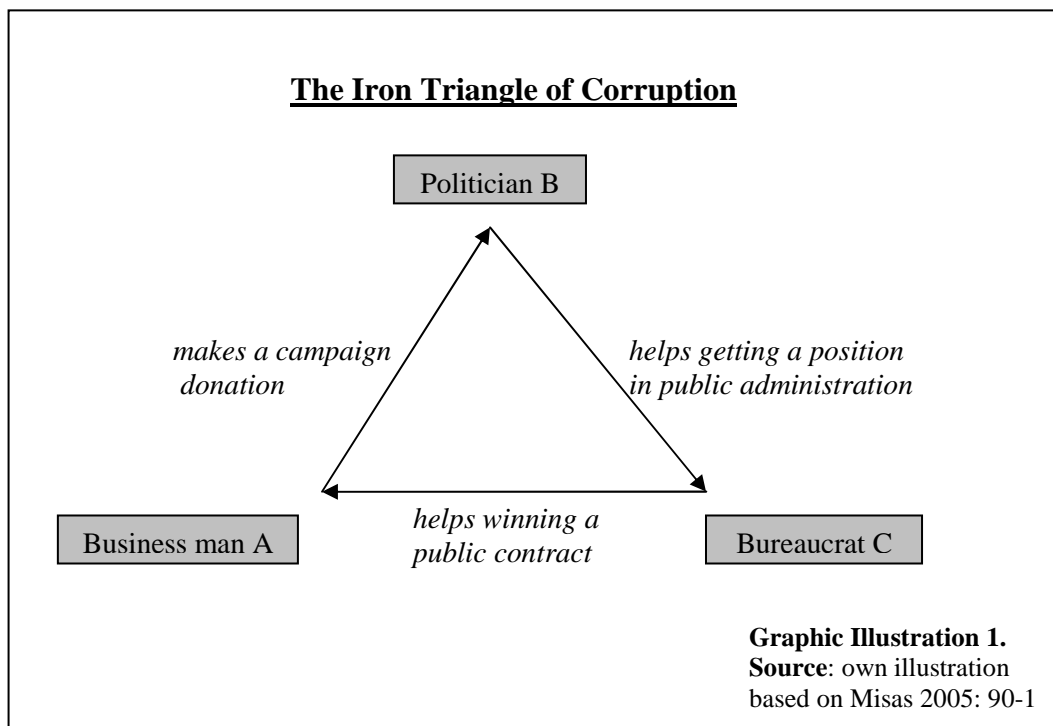 The Iron Triangle of Corruption
Politician B
makes a campaign
donation
helps getting a position
in public administration
helps winning a
public contract
Business man A
Bureaucrat C
Graphic Illustration 1.
Source: own illustration
based on Misas 2005: 90-1